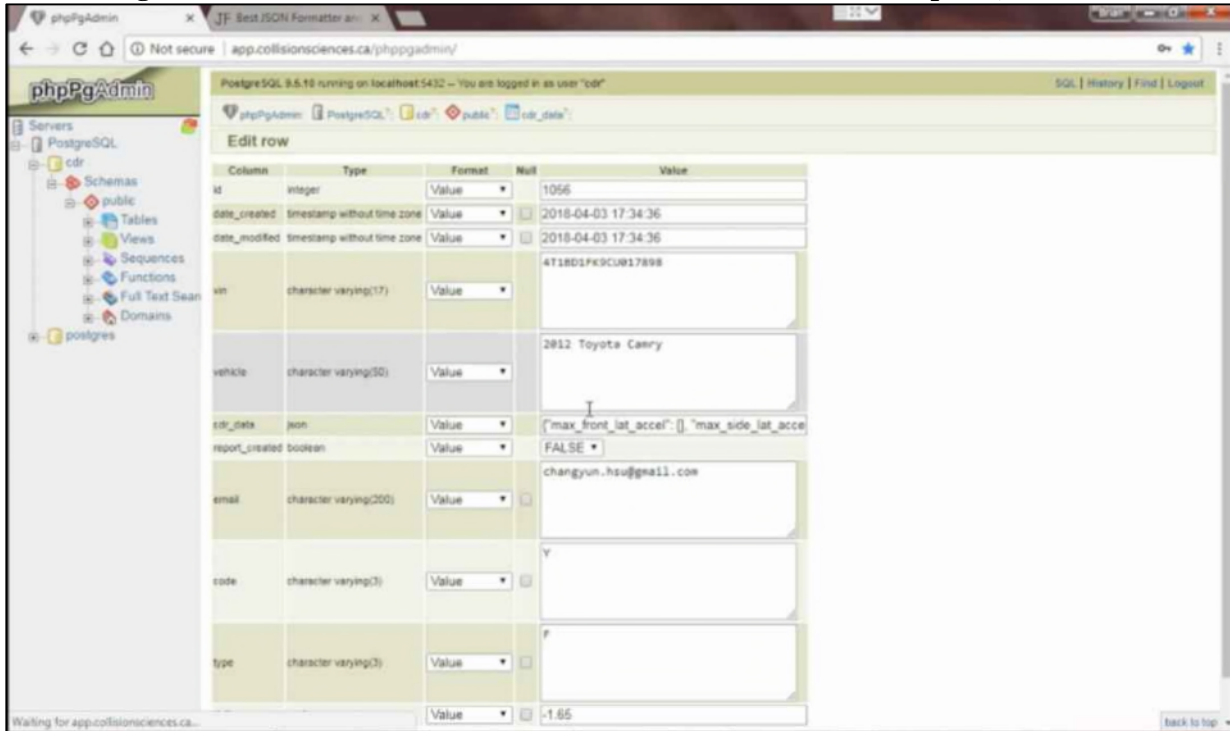 phpPgAdmin
JF Best JSON Formatter an
Brian
Not secure | app.collisionsciences.ca/phppgadmin/
phpPgAdmin
PostgreSQL 9.5.10 running on localhost:5432 -- You are logged in as user "cdr"
SQL | History | Find | Logout
phpPgAdmin: PostgreSQL?: cdr?: public?: cdr_data?:
Edit row
Servers
PostgreSQL
cdr
Schemas
public
Tables
Views
Sequences
Functions
Full Text Sear
Domains
postgres
Column Type Format Null Value
id integer Value 1056
date_created timestamp without time zone Value 2018-04-03 17:34:36
date_modified timestamp without time zone Value 2018-04-03 17:34:36
vin character varying(17) Value 4T1BD1FK9CU017898
vehicle character varying(50) Value 2012 Toyota Camry
cdr_data json Value {"max_front_lat_accel": [], "max_side_lat_acce
report_created boolean Value FALSE
email character varying(200) Value changyun.hsu@gmail.com
code character varying(3) Value Y
type character varying(3) Value F
Value -1.65
Waiting for app.collisionsciences.ca...
back to top